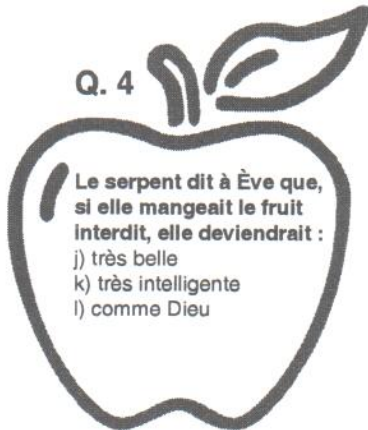 Q. 4
Le serpent dit à Ève que,
si elle mangeait le fruit
interdit, elle deviendrait :
j) très belle
k) très intelligente
l) comme Dieu